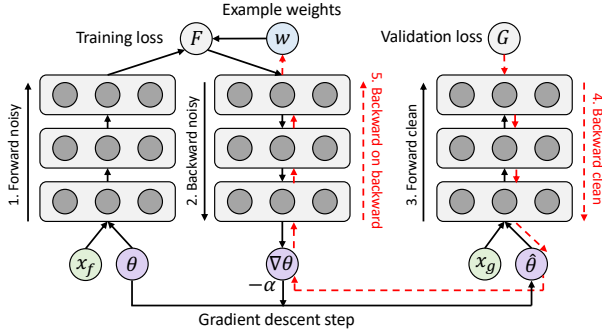 Example weights
Training loss
F
w
Validation loss
G
1. Forward noisy
2. Backward noisy
5. Backward on backward
3. Forward clean
4. Backward clean
x_f
θ
∇θ
x_g
θ̂
−α
Gradient descent step